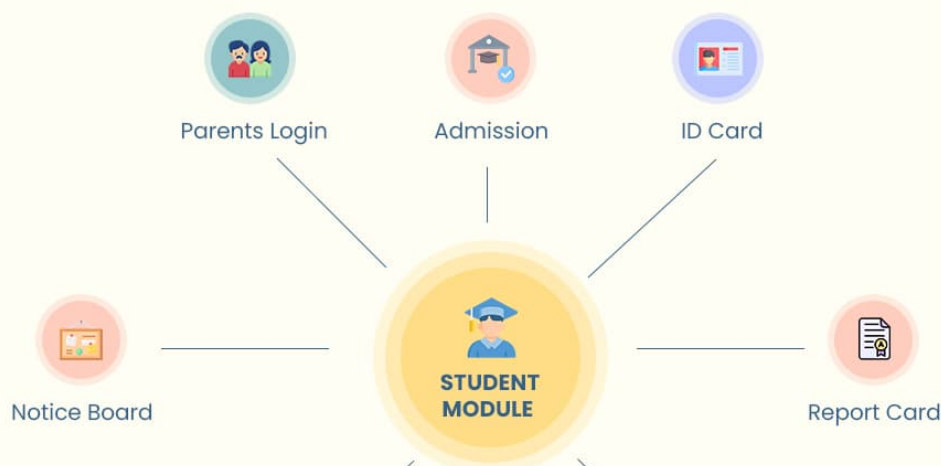 Parents Login
Admission
ID Card
Notice Board
STUDENT
MODULE
Report Card